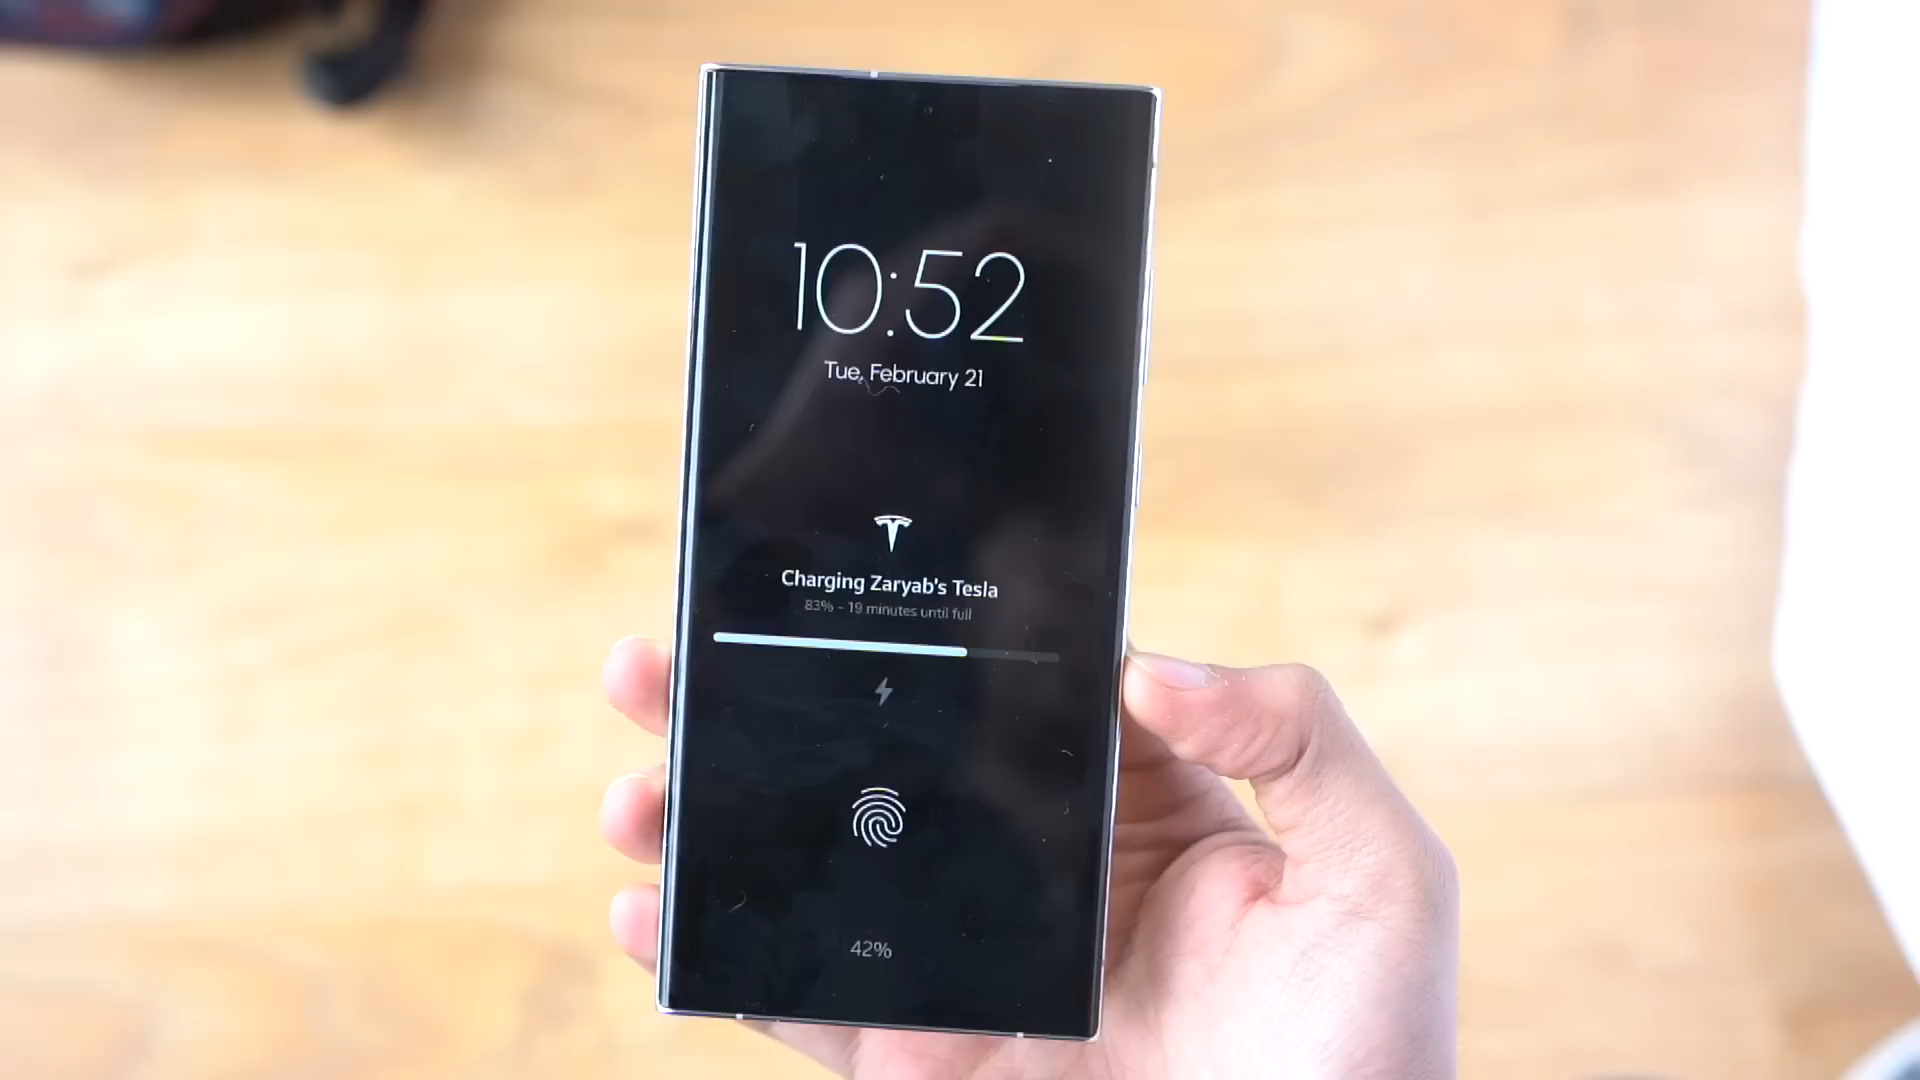 10:52
Tue, February 21
Charging Zaryab's Tesla
83% - 19 minutes until full
42%